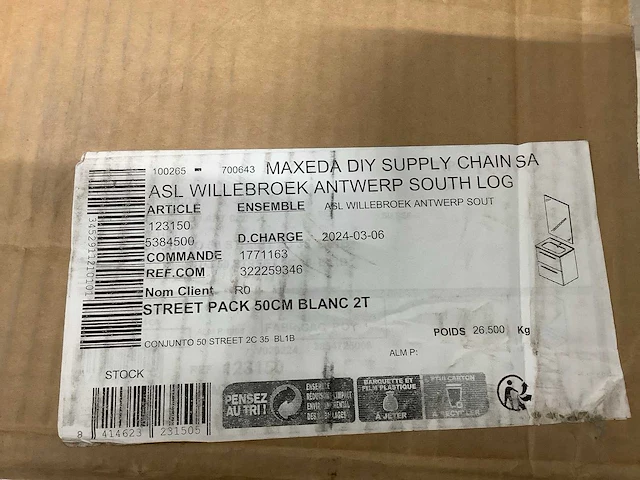 100265 - 700643 MAXEDA DIY SUPPLY CHAIN SA
ASL WILLEBROEK ANTWERP SOUTH LOG
ARTICLE ENSEMBLE ASL WILLEBROEK ANTWERP SOUT
123150
5384500 D.CHARGE 2024-03-06
COMMANDE 1771163
REF.COM 322259346
Nom Client R0
STREET PACK 50CM BLANC 2T
CONJUNTO 50 STREET 2C 35 BL1B
POIDS 26,500 Kg
ALM P:
123150
STOCK
PENSEZ
AU TRI !
BARQUETTE ET
FILM PLASTIQUE
À JETER
ETUI CARTON
À RECYCLER
8 414623 231505